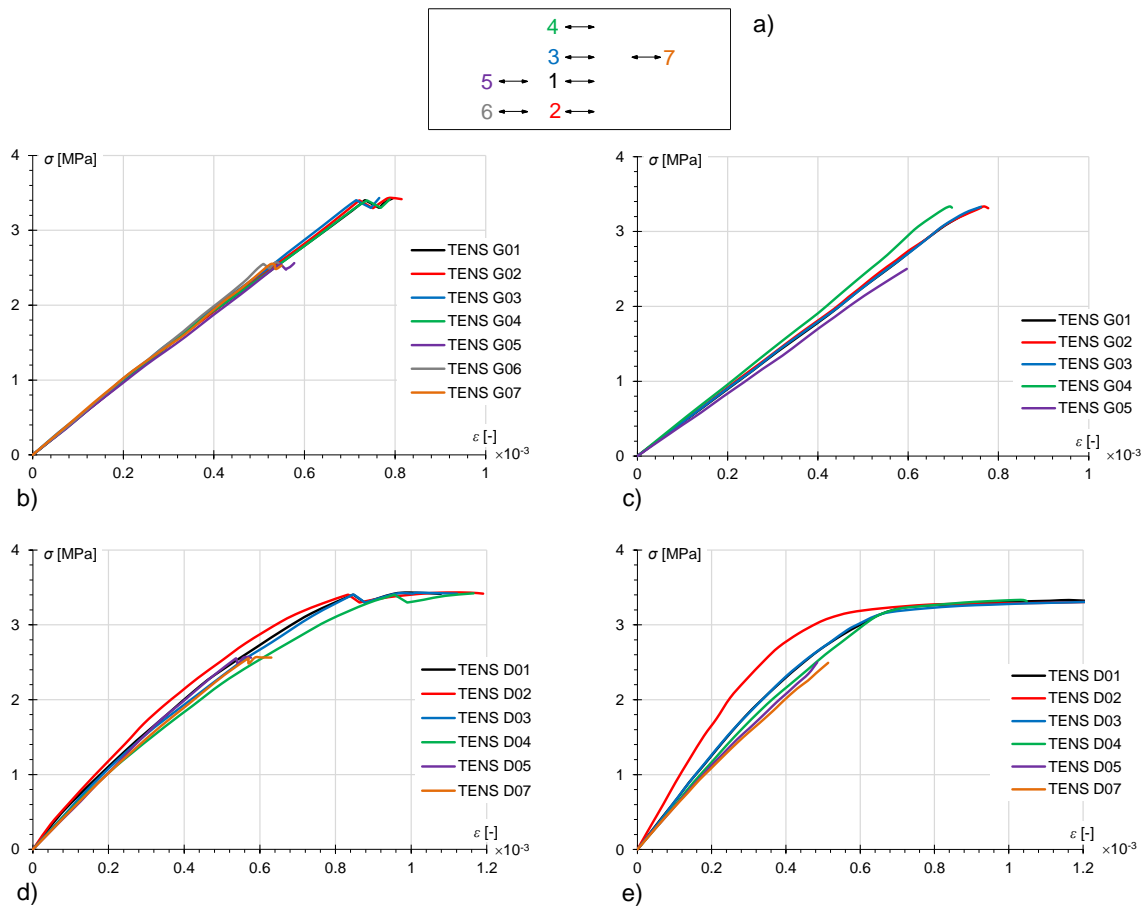 a)
4
3
7
5
1
6
2
σ [MPa]
4
3
2
1
0
TENS G01
TENS G02
TENS G03
TENS G04
TENS G05
TENS G06
TENS G07
ε [-]
×10⁻³
0
0.2
0.4
0.6
0.8
1
b)
σ [MPa]
4
3
2
1
0
TENS G01
TENS G02
TENS G03
TENS G04
TENS G05
ε [-]
×10⁻³
0
0.2
0.4
0.6
0.8
1
c)
σ [MPa]
4
3
2
1
0
TENS D01
TENS D02
TENS D03
TENS D04
TENS D05
TENS D07
ε [-]
×10⁻³
0
0.2
0.4
0.6
0.8
1
1.2
d)
σ [MPa]
4
3
2
1
0
TENS D01
TENS D02
TENS D03
TENS D04
TENS D05
TENS D07
ε [-]
×10⁻³
0
0.2
0.4
0.6
0.8
1
1.2
e)